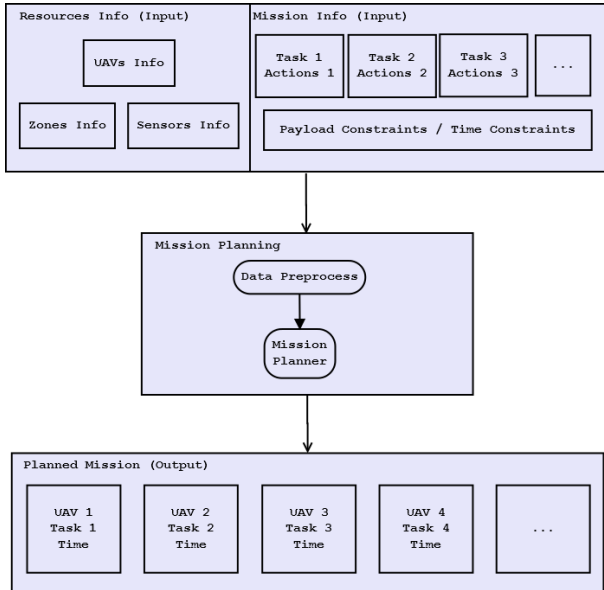 Resources Info (Input)
UAVs Info
Zones Info
Sensors Info
Mission Info (Input)
Task 1
Actions 1
Task 2
Actions 2
Task 3
Actions 3
...
Payload Constraints / Time Constraints
Mission Planning
Data Preprocess
Mission
Planner
Planned Mission (Output)
UAV 1
Task 1
Time
UAV 2
Task 2
Time
UAV 3
Task 3
Time
UAV 4
Task 4
Time
...